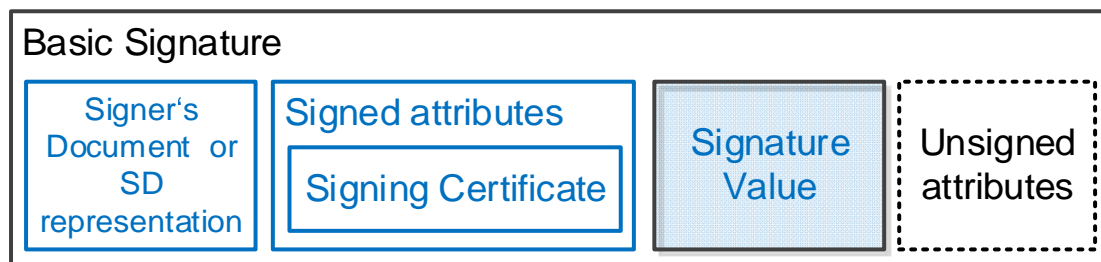 Basic Signature
Signer‘s
Document or
SD
representation
Signed attributes
Signing Certificate
Signature
Value
Unsigned
attributes